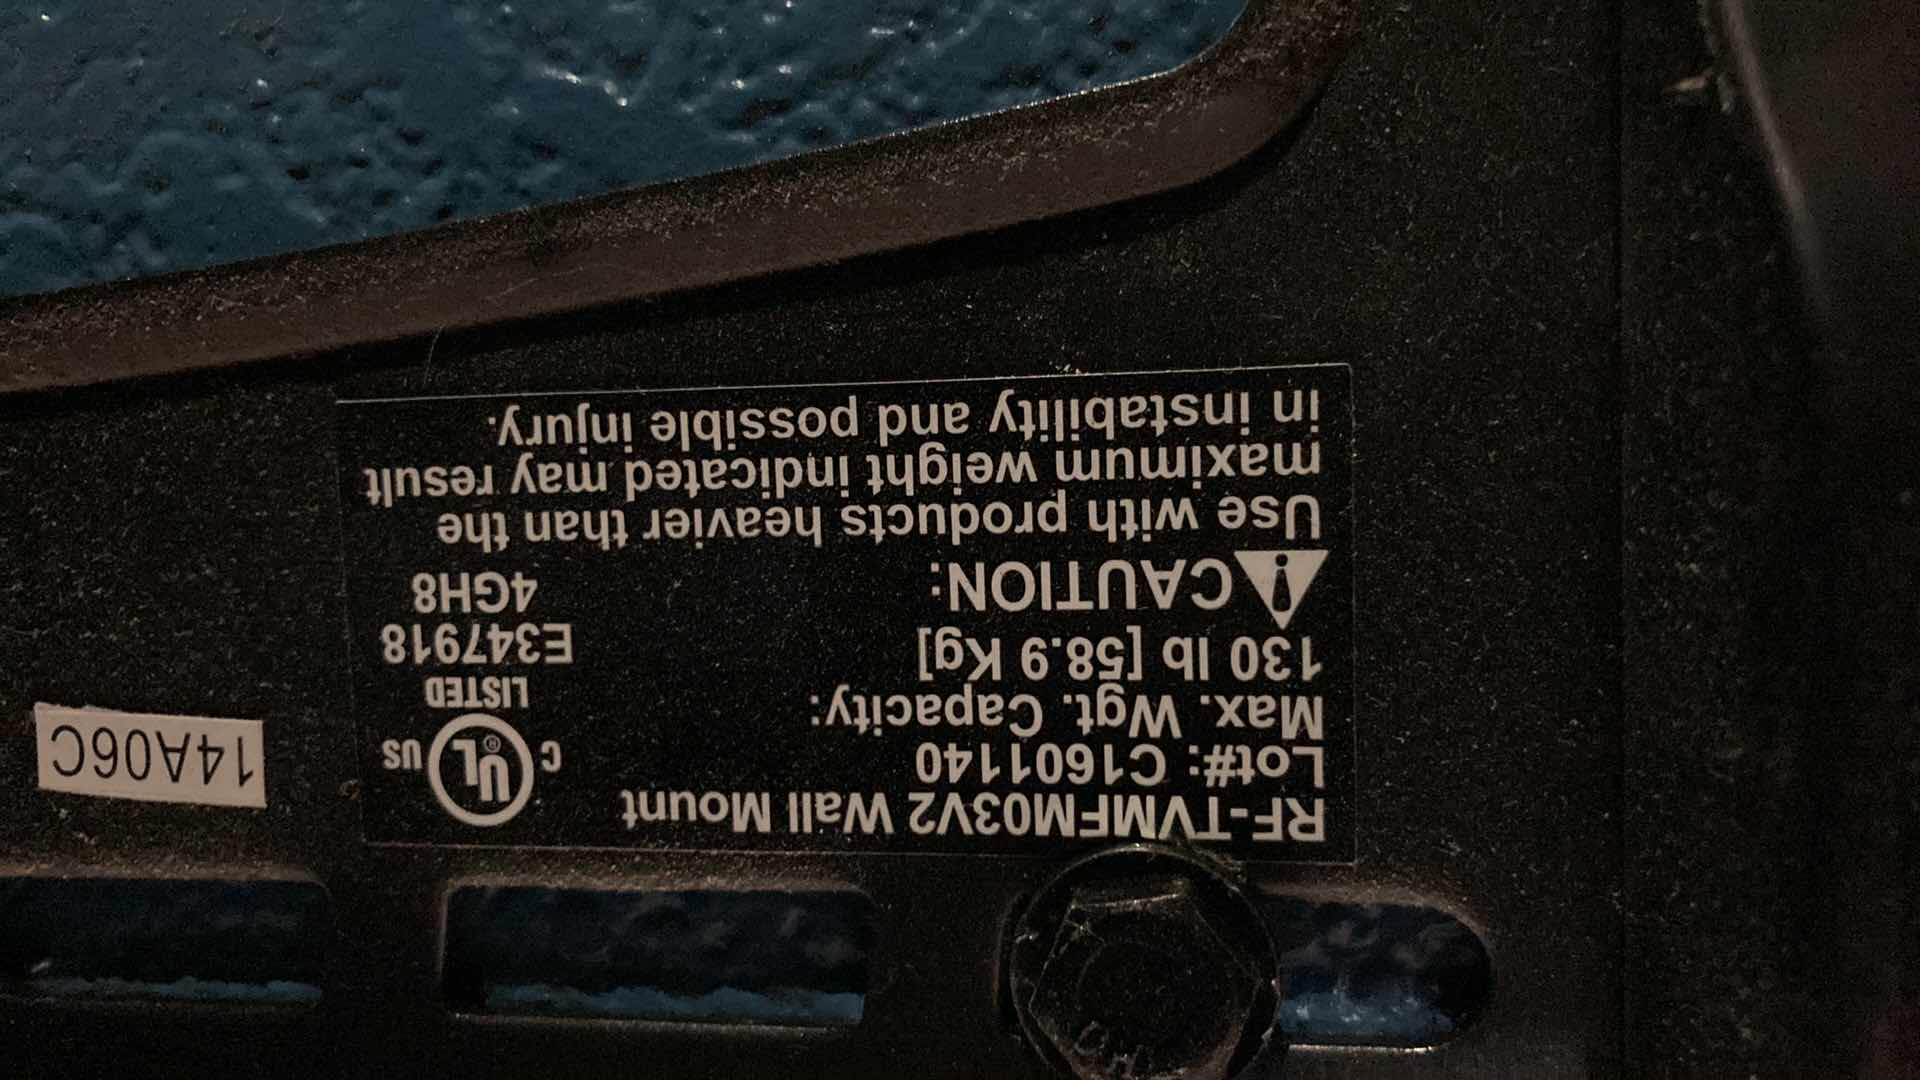 RF-TVMFM03V2 Wall Mount
Lot#: C1601140
Max. Wgt. Capacity:
130 lb [58.9 Kg]
C UL ® US
LISTED
E347918
4GH8
CAUTION:
Use with products heavier than the
maximum weight indicated may result
in instability and possible injury.
14A06C